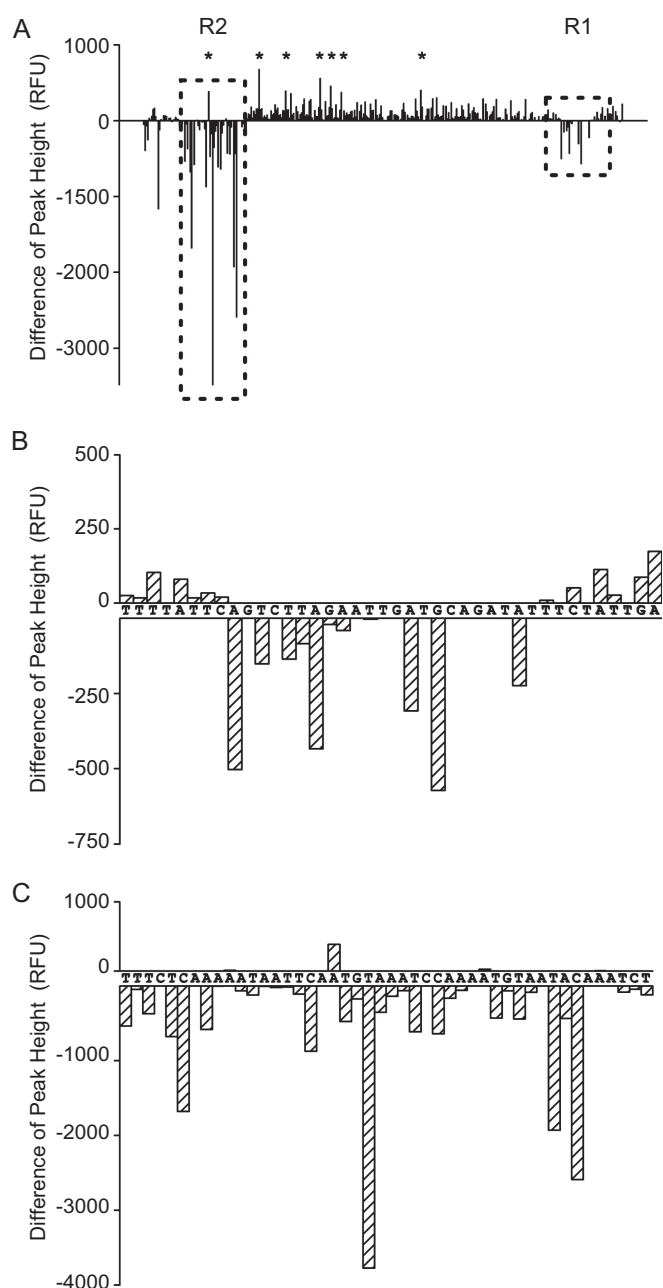 A
R2
R1
* * * * * * *
1000
0
-1500
-2000
-3000
Difference of Peak Height (RFU)
B
500
250
0
TTTTATTCAGTCTTAGAATTGATGCAGATATTTCTATTGA
-250
-500
-750
Difference of Peak Height (RFU)
C
1000
0
TTTCTCAAAAATAATTCAATGTAAATCCAAAATGTAATACAAATCT
-1000
-2000
-3000
-4000
Difference of Peak Height (RFU)